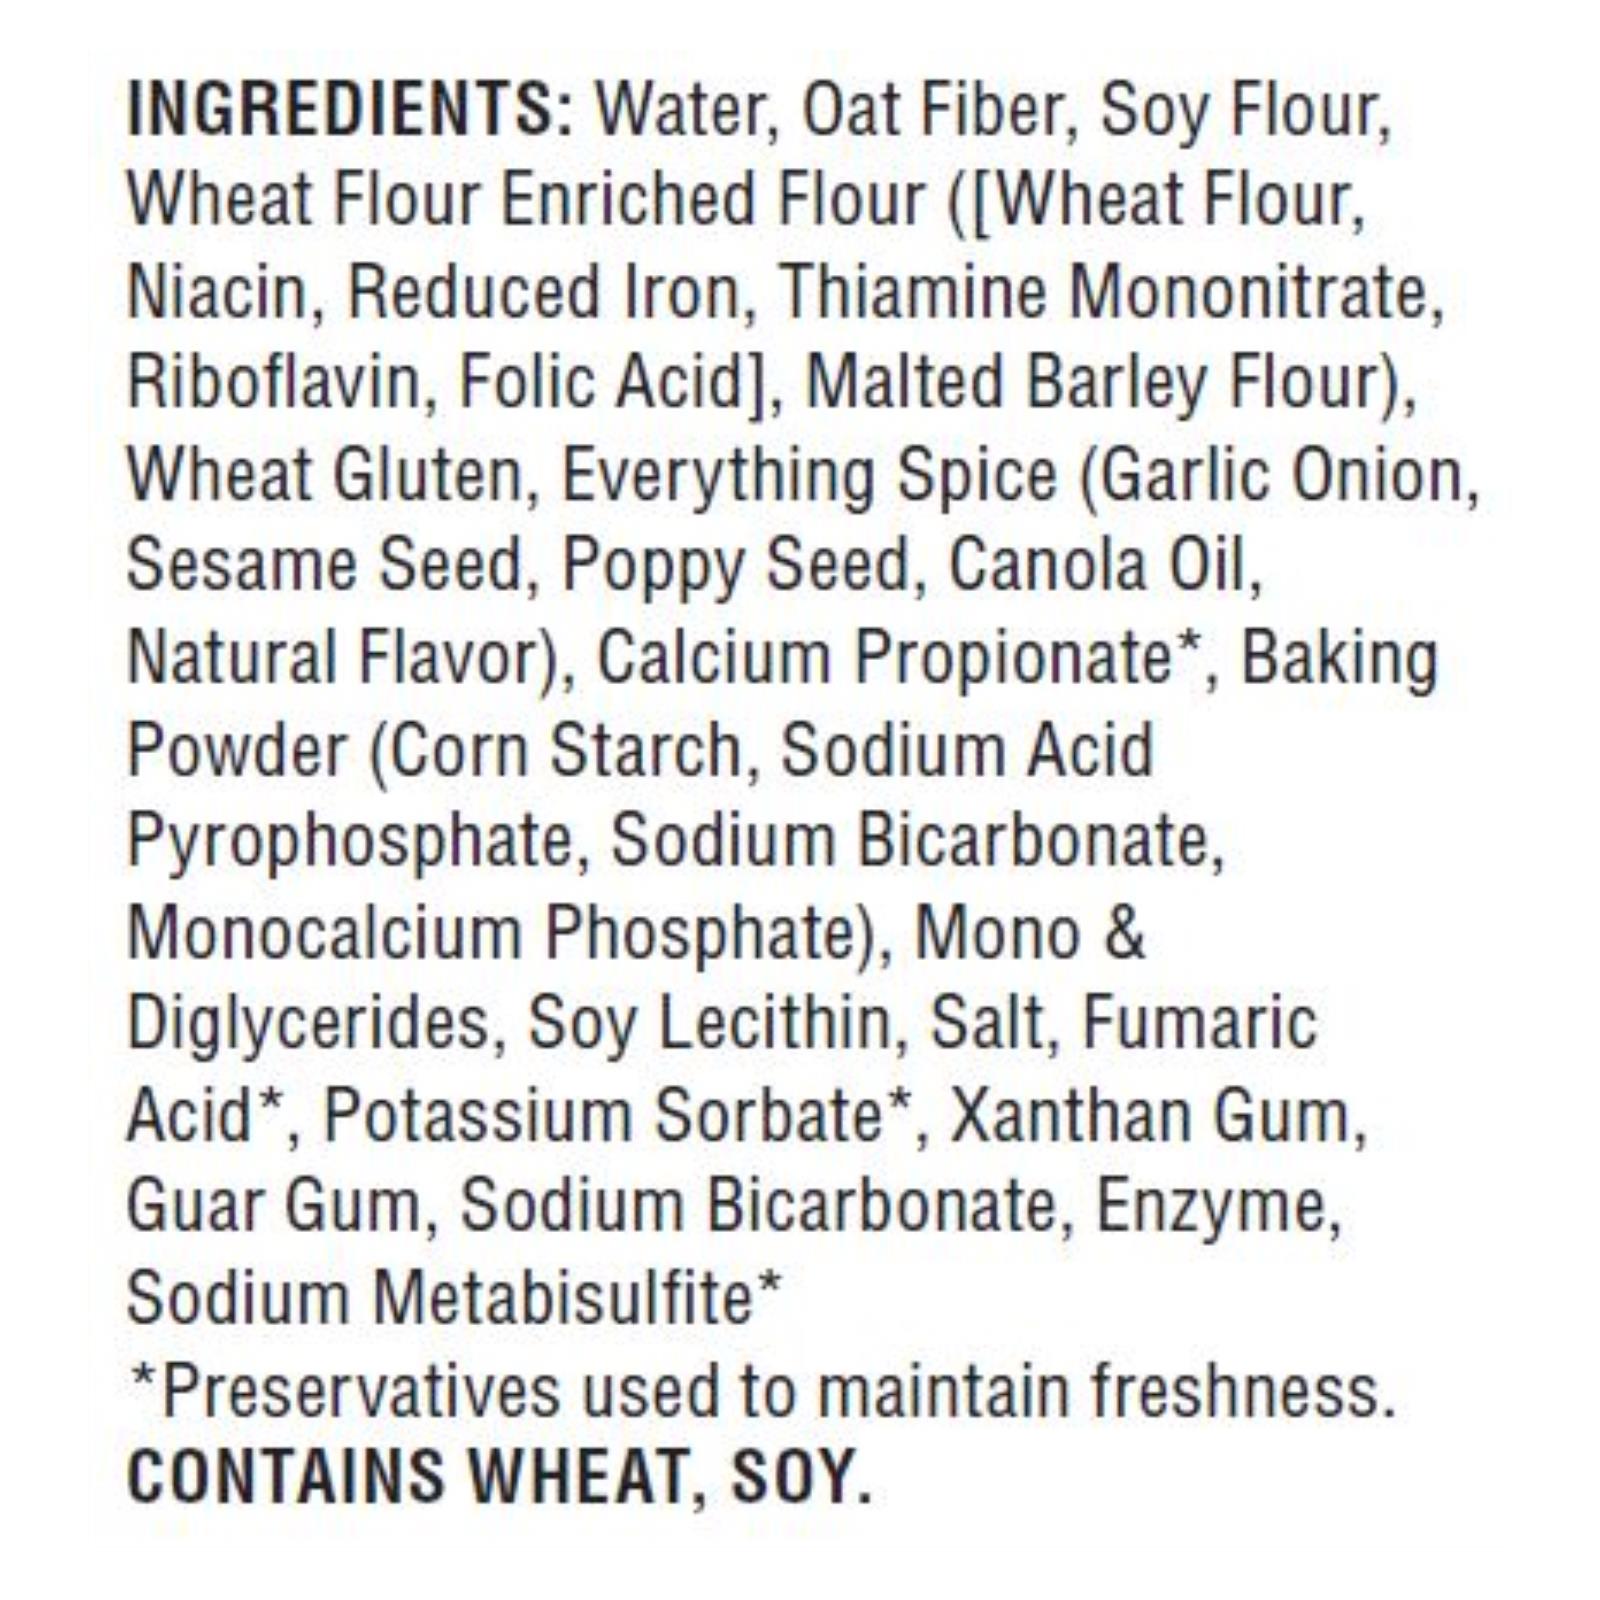 INGREDIENTS: Water, Oat Fiber, Soy Flour,
Wheat Flour Enriched Flour ([Wheat Flour,
Niacin, Reduced Iron, Thiamine Mononitrate,
Riboflavin, Folic Acid], Malted Barley Flour),
Wheat Gluten, Everything Spice (Garlic Onion,
Sesame Seed, Poppy Seed, Canola Oil,
Natural Flavor), Calcium Propionate*, Baking
Powder (Corn Starch, Sodium Acid
Pyrophosphate, Sodium Bicarbonate,
Monocalcium Phosphate), Mono &
Diglycerides, Soy Lecithin, Salt, Fumaric
Acid*, Potassium Sorbate*, Xanthan Gum,
Guar Gum, Sodium Bicarbonate, Enzyme,
Sodium Metabisulfite*
*Preservatives used to maintain freshness.
CONTAINS WHEAT, SOY.